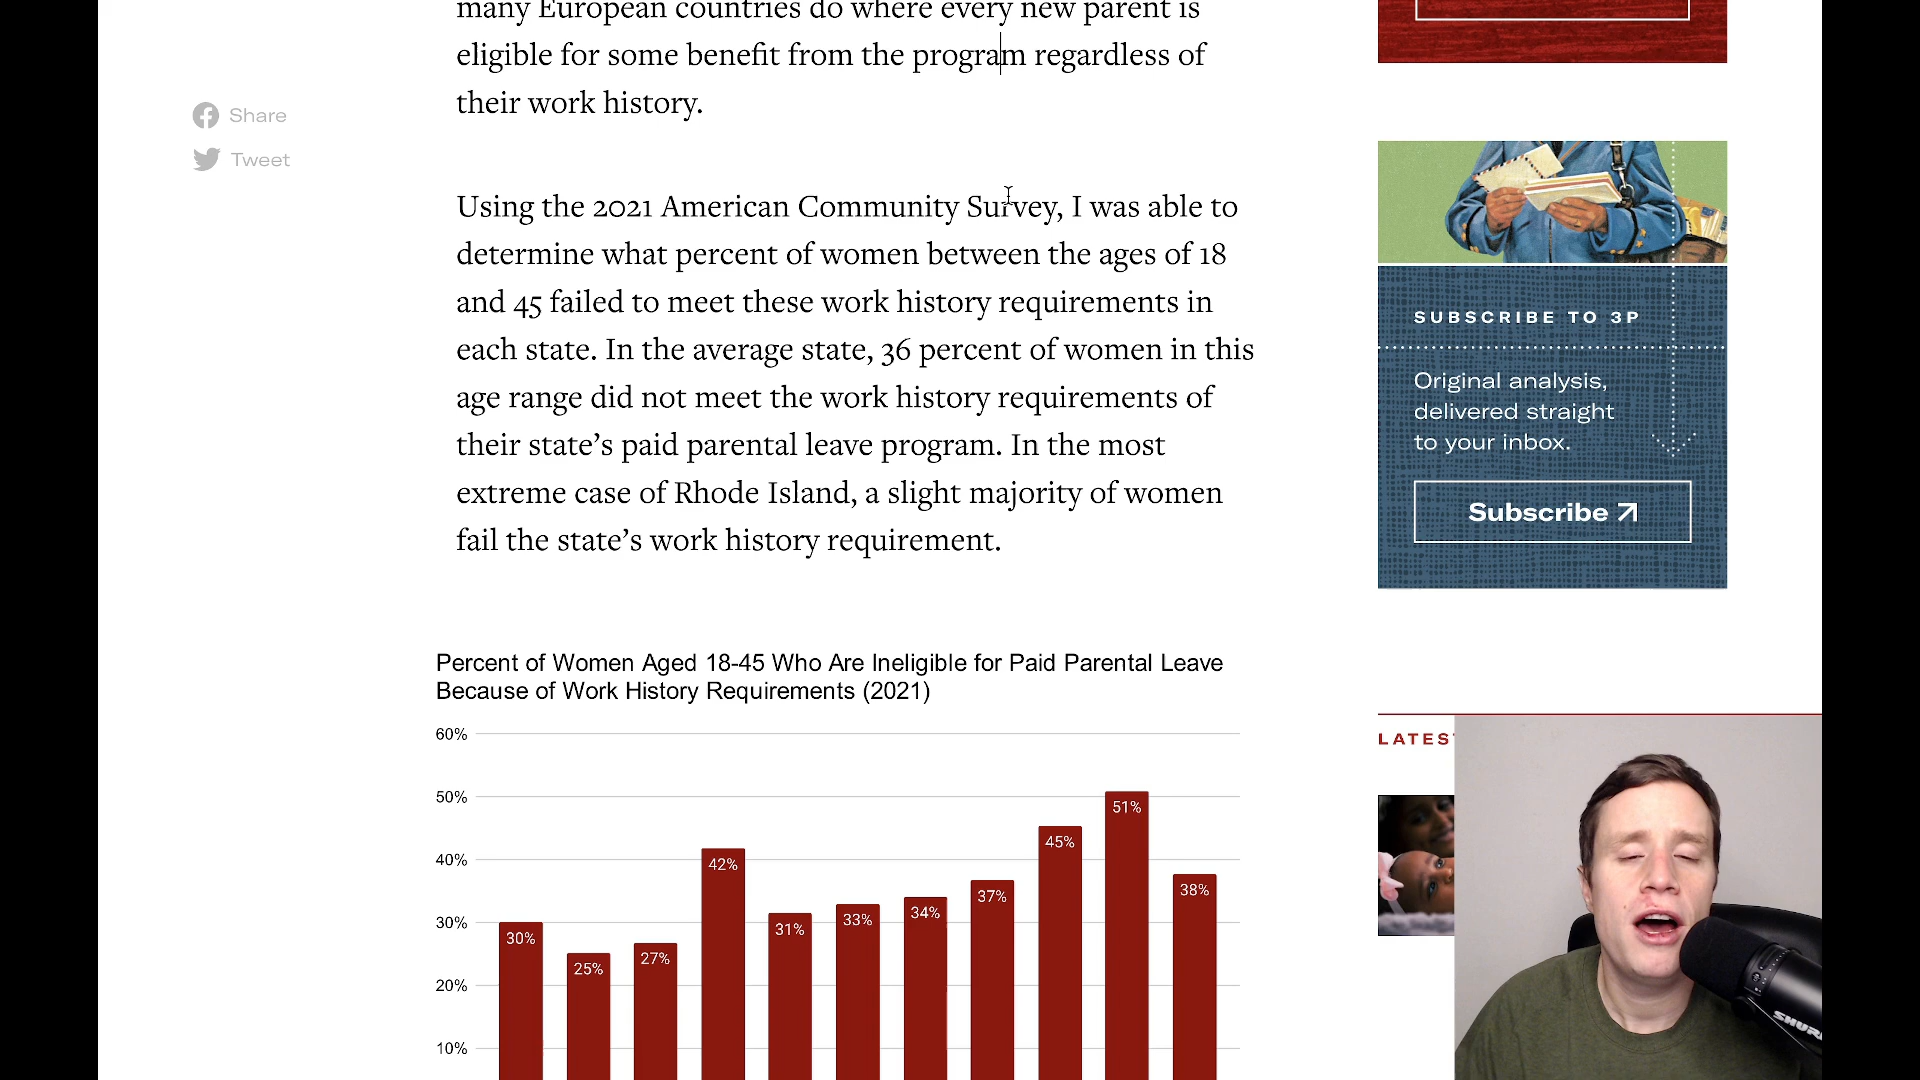 many European countries do where every new parent is
eligible for some benefit from the program regardless of
their work history.
Share
Tweet
Using the 2021 American Community Survey, I was able to
determine what percent of women between the ages of 18
and 45 failed to meet these work history requirements in
each state. In the average state, 36 percent of women in this
age range did not meet the work history requirements of
their state’s paid parental leave program. In the most
extreme case of Rhode Island, a slight majority of women
fail the state’s work history requirement.
Percent of Women Aged 18-45 Who Are Ineligible for Paid Parental Leave
Because of Work History Requirements (2021)
60%
50%
40%
30%
20%
10%
30%
25%
27%
42%
31%
33%
34%
37%
45%
51%
38%
SUBSCRIBE TO 3P
Original analysis,
delivered straight
to your inbox.
Subscribe
SHUR